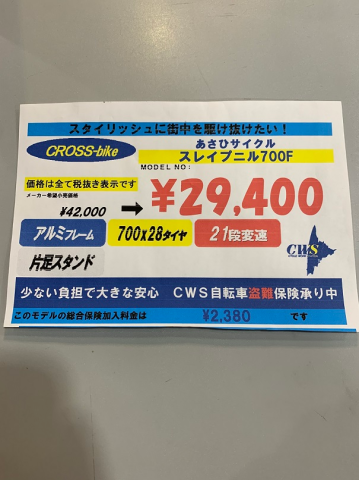 スタイリッシュに街中を駆け抜けたい！
CROSS-bike
あさひサイクル
スレイプニル700F
MODEL NO:
価格は全て税抜き表示です
メーカー希望小売価格
¥42,000 → ¥29,400
アルミフレーム 700x28タイヤ 21段変速
片足スタンド
CWS
少ない負担で大きな安心 CWS自転車盗難保険承り中
このモデルの総合保険加入料金は ¥2,380 です